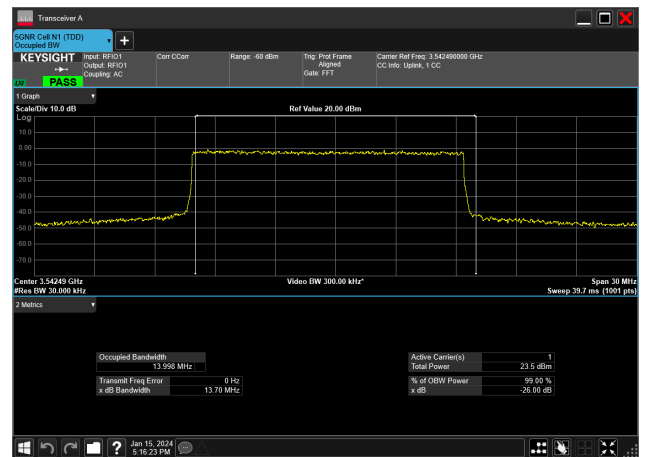 Transceiver A
5GNR Cell N1 (TDD)
Occupied BW
KEYSIGHT
LXI
PASS
Input: RFIO1
Output: RFIO1
Coupling: AC
Corr CCorr
Range: -60 dBm
Trig: Prot Frame
Aligned
Gate: FFT
Carrier Ref Freq: 3.542490000 GHz
CC Info: Uplink, 1 CC
1 Graph
Scale/Div 10.0 dB
Ref Value 20.00 dBm
Log
10.0
0.00
-10.0
-20.0
-30.0
-40.0
-50.0
-60.0
-70.0
Center 3.54249 GHz
Video BW 300.00 kHz*
Span 30 MHz
#Res BW 30.000 kHz
Sweep 39.7 ms (1001 pts)
2 Metrics
Occupied Bandwidth
13.998 MHz
Transmit Freq Error 0 Hz
x dB Bandwidth 13.70 MHz
Active Carrier(s) 1
Total Power 23.5 dBm
% of OBW Power 99.00 %
x dB -26.00 dB
Jan 15, 2024
5:16:23 PM